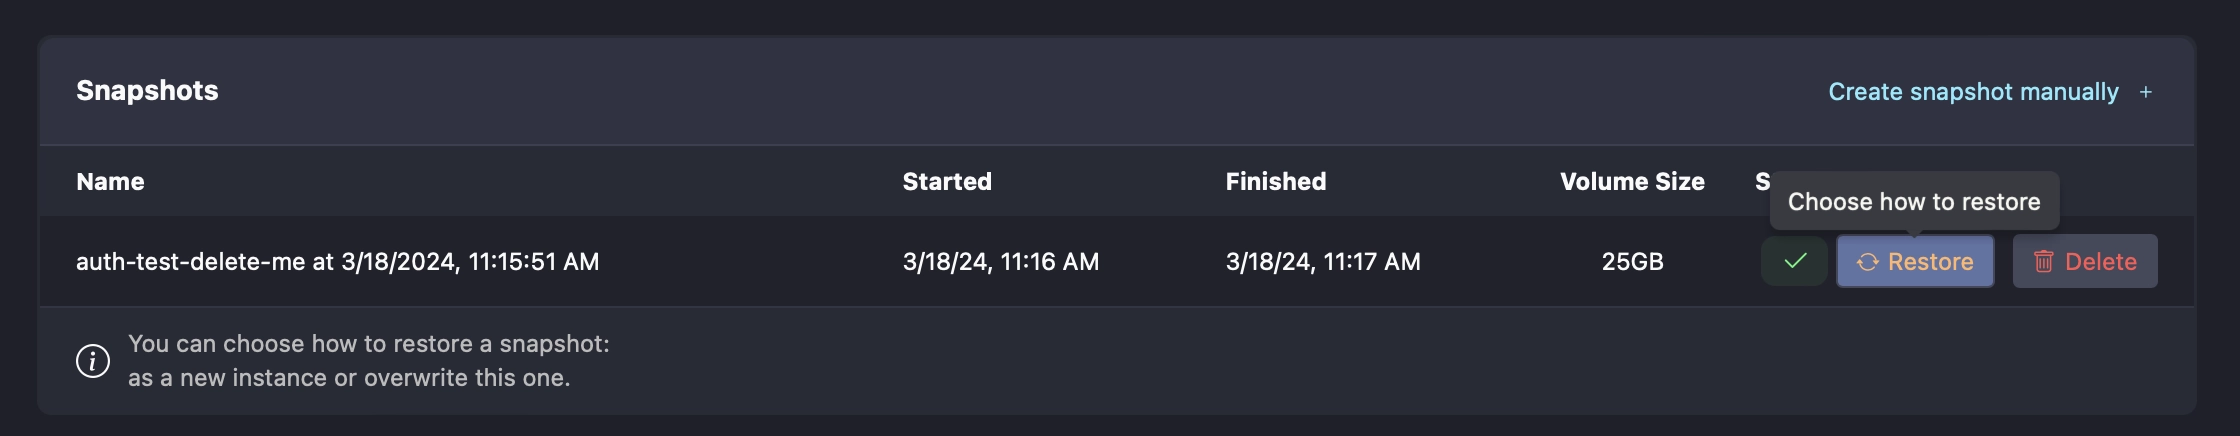 Snapshots
Create snapshot manually +
Name Started Finished Volume Size S
Choose how to restore
auth-test-delete-me at 3/18/2024, 11:15:51 AM 3/18/24, 11:16 AM 3/18/24, 11:17 AM 25GB Restore Delete
You can choose how to restore a snapshot:
as a new instance or overwrite this one.